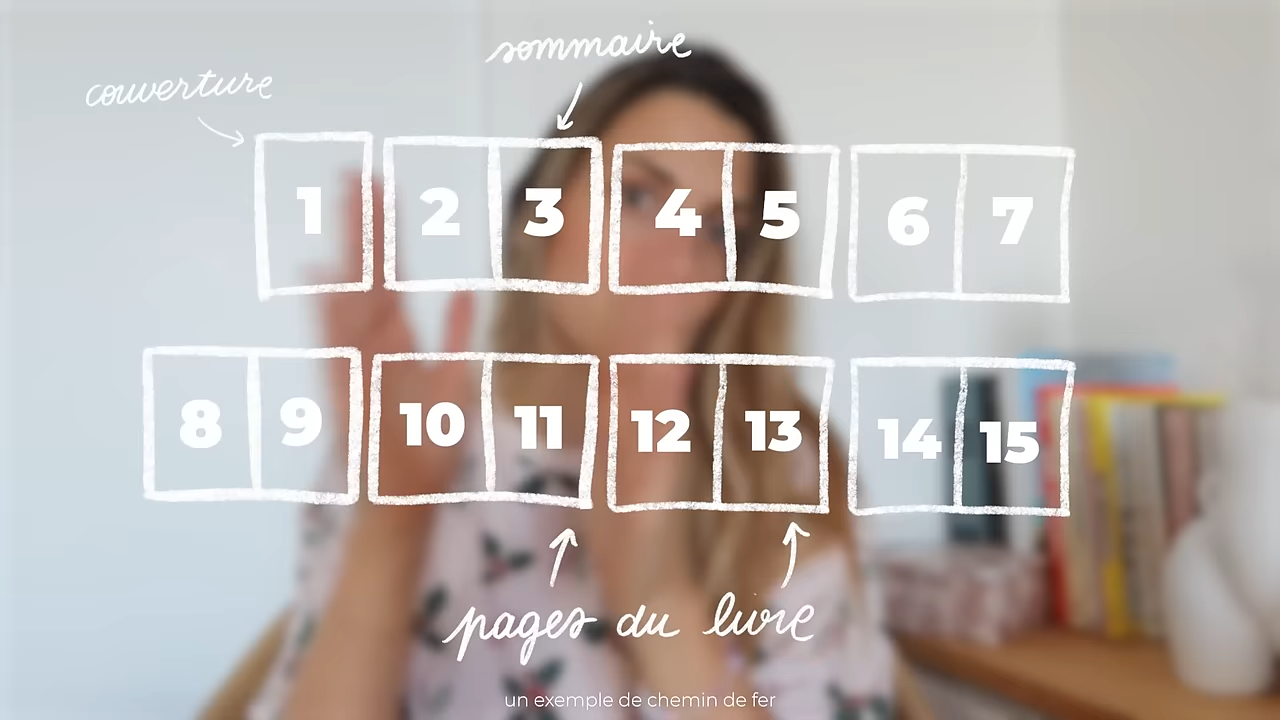 sommaire
couverture
1 2 3 4 5 6 7
8 9 10 11 12 13 14 15
pages du livre
un exemple de chemin de fer